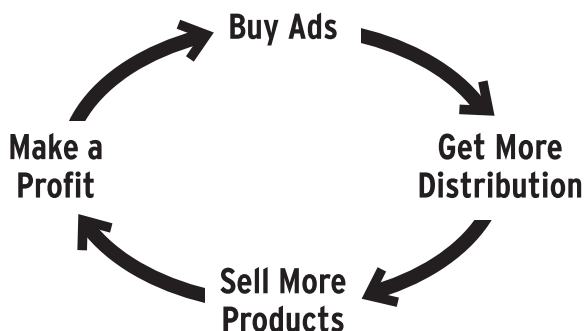 Buy Ads
Get More
Distribution
Sell More
Products
Make a
Profit